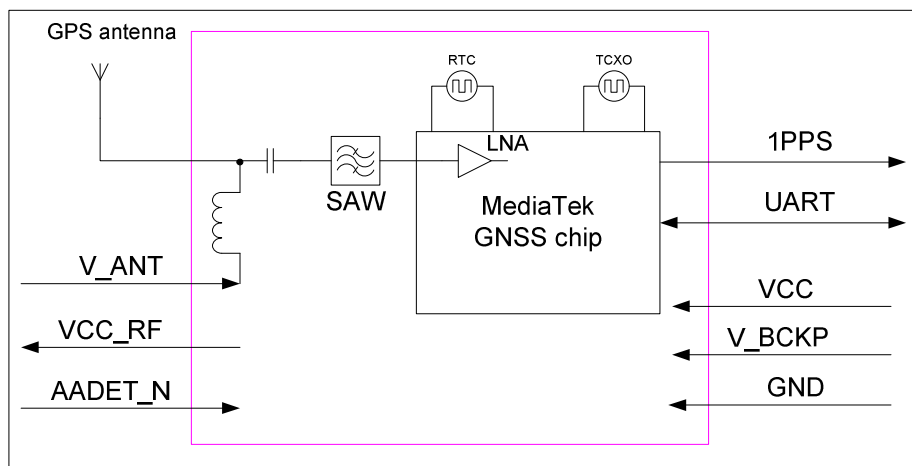 GPS antenna
RTC
TCXO
LNA
SAW
MediaTek
GNSS chip
1PPS
UART
V_ANT
VCC
VCC_RF
V_BCKP
AADET_N
GND